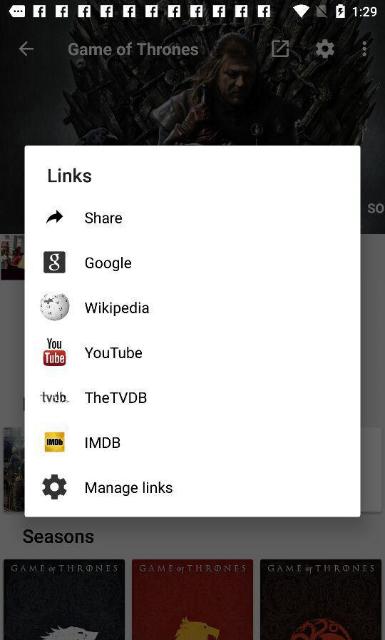 1:29
Game of Thrones
Links
SO
Share
g Google
Wikipedia
You Tube YouTube
tvdb. TheTVDB
IMDb IMDB
Manage links
Seasons
GAME of THRONES GAME of THRONES GAME of THRONES